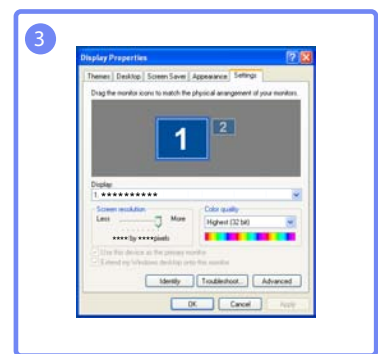 3
Display Properties
Themes Desktop Screen Saver Appearance Settings
Drag the monitor icons to match the physical arrangement of your monitors.
1 2
Display:
1. **********
Screen resolution
Less More
**** by **** pixels
Color quality
Highest (32 bit)
Use this device as the primary monitor
Extend my Windows desktop onto this monitor
Identify Troubleshoot... Advanced
OK Cancel Apply